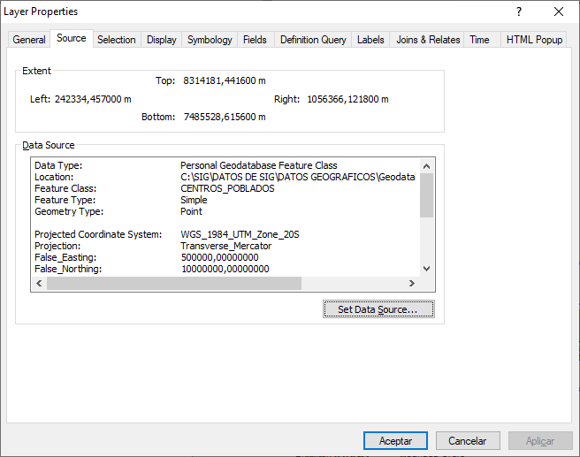 Layer Properties
General Source Selection Display Symbology Fields Definition Query Labels Joins & Relates Time HTML Popup
Extent
Top: 8314181,441600 m
Left: 242334,457000 m Right: 1056366,121800 m
Bottom: 7485528,615600 m
Data Source
Data Type: Personal Geodatabase Feature Class
Location: C:\SIG\DATOS DE SIG\DATOS GEOGRAFICOS\Geodata
Feature Class: CENTROS_POBLADOS
Feature Type: Simple
Geometry Type: Point
Projected Coordinate System: WGS_1984_UTM_Zone_20S
Projection: Transverse_Mercator
False_Easting: 500000,00000000
False_Northing: 10000000,00000000
Set Data Source...
Aceptar Cancelar Aplicar